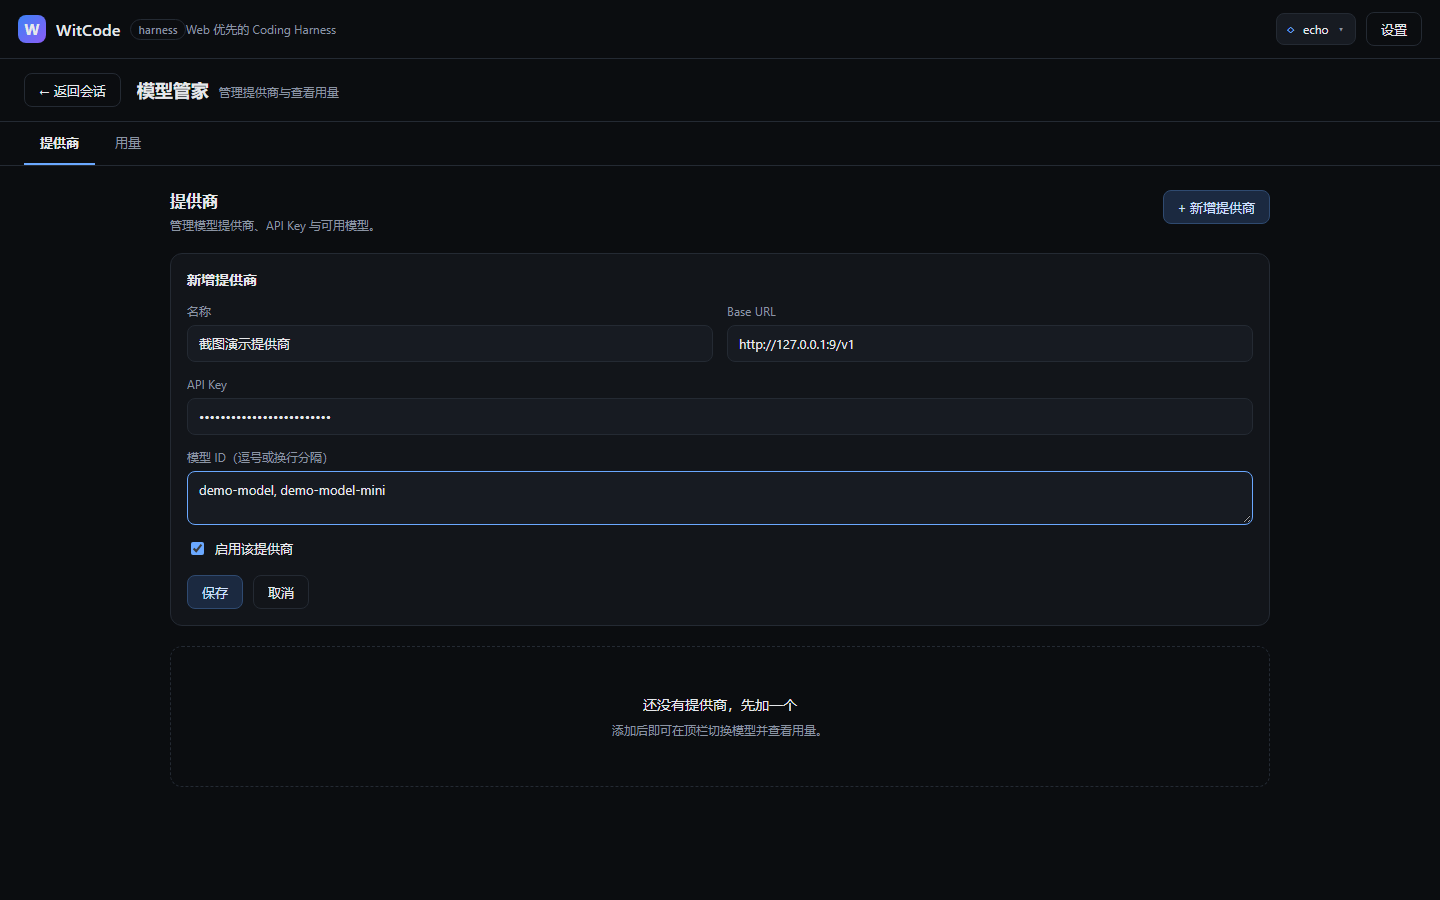 W WitCode harness Web 优先的 Coding Harness
◇ echo 设置
← 返回会话 模型管家 管理提供商与查看用量
提供商 用量
提供商
管理模型提供商、API Key 与可用模型。
+ 新增提供商
新增提供商
名称
截图演示提供商
Base URL
http://127.0.0.1:9/v1
API Key
••••••••••••••••••••••••••
模型 ID（逗号或换行分隔）
demo-model, demo-model-mini
启用该提供商
保存 取消
还没有提供商，先加一个
添加后即可在顶栏切换模型并查看用量。